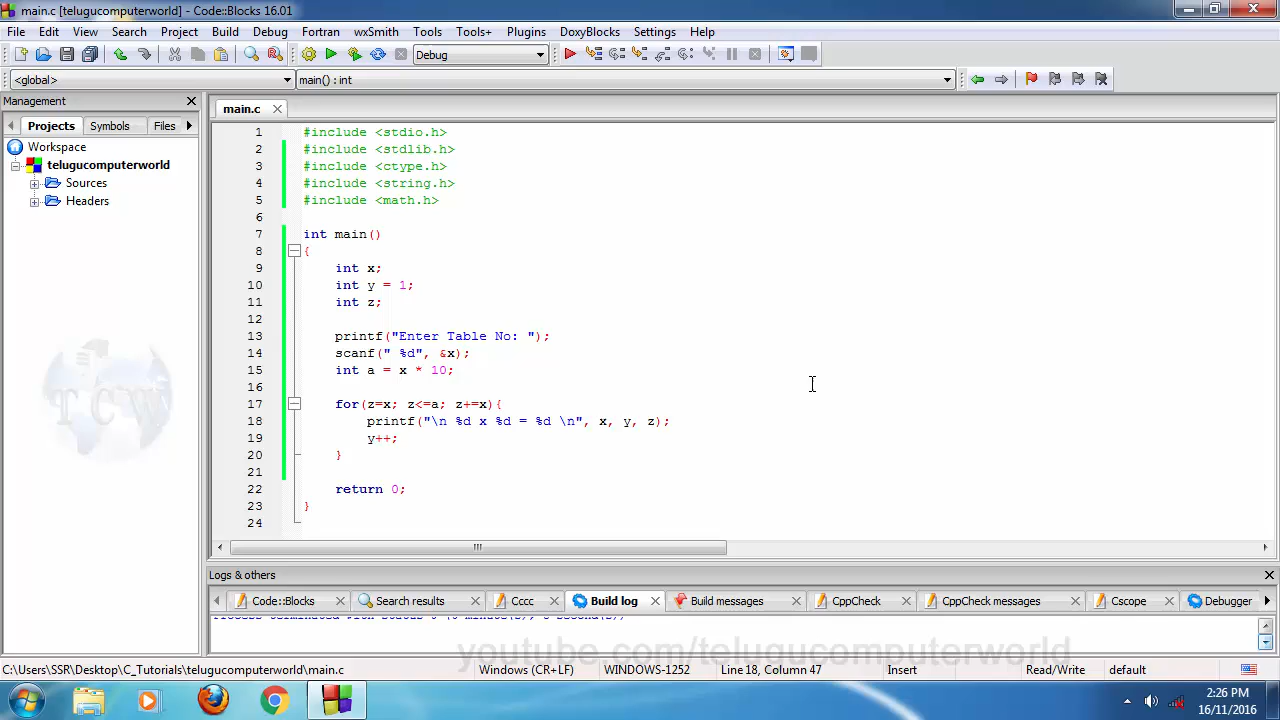 main.c [telugucomputerworld] - Code::Blocks 16.01
File Edit View Search Project Build Debug Fortran wxSmith Tools Tools+ Plugins DoxyBlocks Settings Help
Debug
<global> main() : int
Management
main.c
Projects Symbols Files
Workspace
telugucomputerworld
Sources
Headers
1 #include <stdio.h>
2 #include <stdlib.h>
3 #include <ctype.h>
4 #include <string.h>
5 #include <math.h>
6
7 int main()
8 {
9 int x;
10 int y = 1;
11 int z;
12
13 printf("Enter Table No: ");
14 scanf(" %d", &x);
15 int a = x * 10;
16
17 for(z=x; z<=a; z+=x){
18 printf("\n %d x %d = %d \n", x, y, z);
19 y++;
20 }
21
22 return 0;
23 }
24
TCW
Logs & others
Code::Blocks Search results Cccc Build log Build messages CppCheck CppCheck messages Cscope Debugger
youtube.com/telugucomputerworld
C:\Users\SSR\Desktop\C_Tutorials\telugucomputerworld\main.c Windows (CR+LF) WINDOWS-1252 Line 18, Column 47 Insert Read/Write default
2:26 PM
16/11/2016